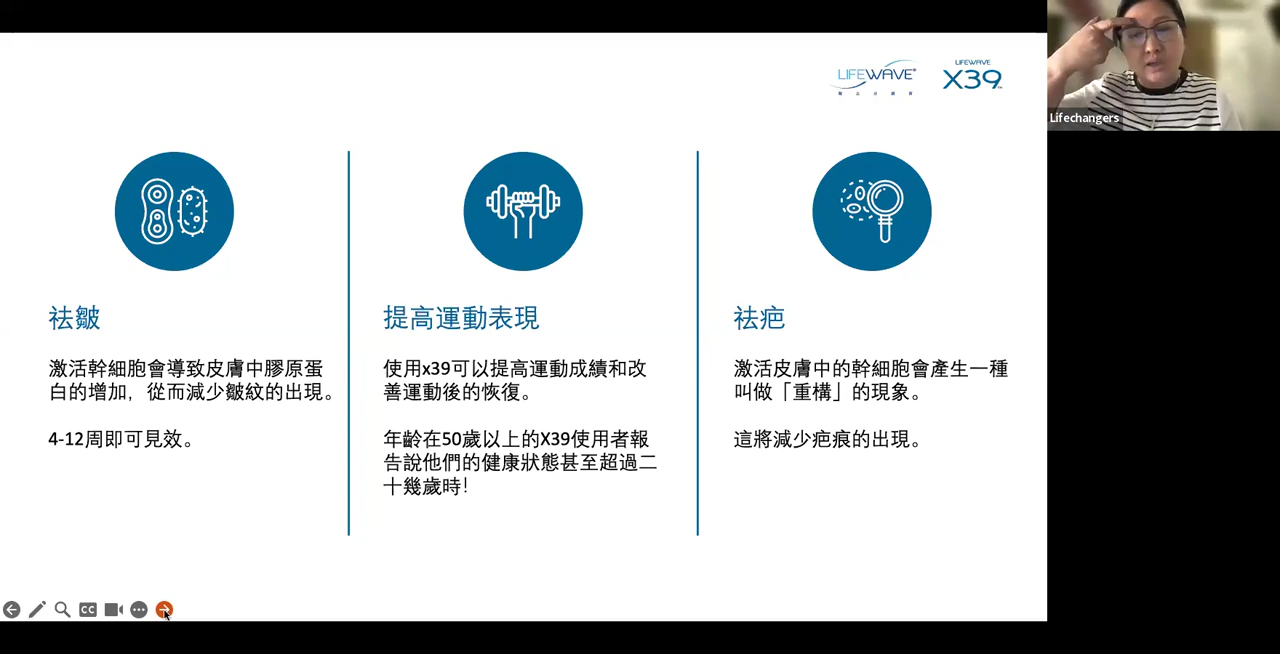 LIFEWAVE®
LIFEWAVE
X39
Lifechangers
祛皺
激活幹細胞會導致皮膚中膠原蛋
白的增加，從而減少皺紋的出現。
4-12周即可見效。
提高運動表現
使用x39可以提高運動成績和改
善運動後的恢復。
年齡在50歲以上的X39使用者報
告說他們的健康狀態甚至超過二
十幾歲時！
祛疤
激活皮膚中的幹細胞會產生一種
叫做「重構」的現象。
這將減少疤痕的出現。
CC